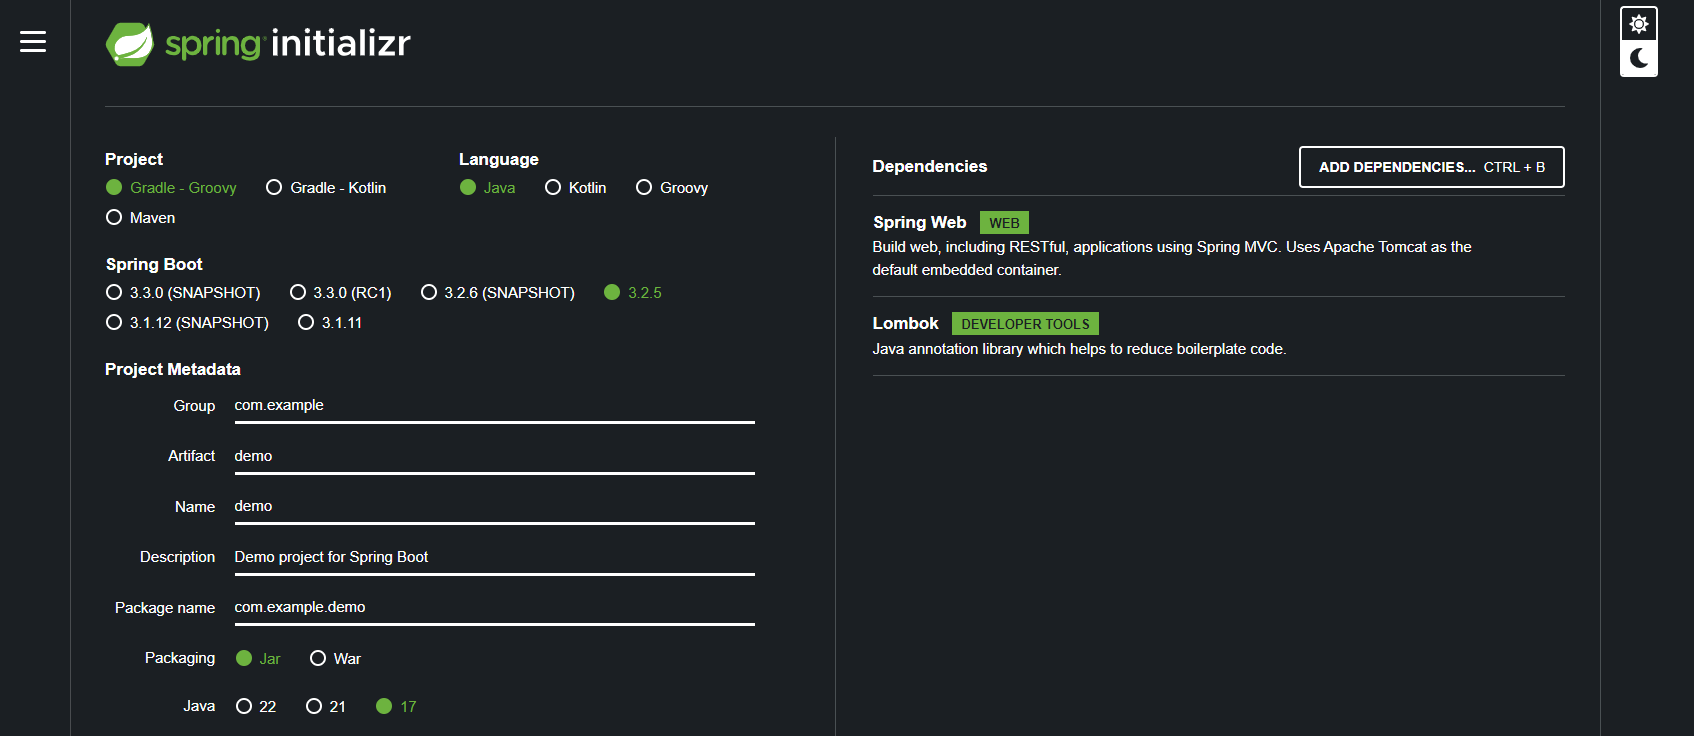 spring initializr
Project
Gradle - Groovy Gradle - Kotlin
Maven
Language
Java Kotlin Groovy
Spring Boot
3.3.0 (SNAPSHOT) 3.3.0 (RC1) 3.2.6 (SNAPSHOT) 3.2.5
3.1.12 (SNAPSHOT) 3.1.11
Project Metadata
Group com.example
Artifact demo
Name demo
Description Demo project for Spring Boot
Package name com.example.demo
Packaging Jar War
Java 22 21 17
Dependencies ADD DEPENDENCIES... CTRL + B
Spring Web WEB
Build web, including RESTful, applications using Spring MVC. Uses Apache Tomcat as the
default embedded container.
Lombok DEVELOPER TOOLS
Java annotation library which helps to reduce boilerplate code.